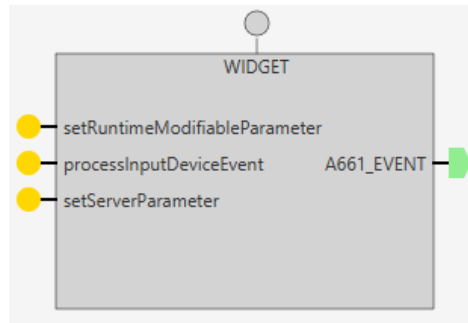 WIDGET
setRuntimeModifiableParameter
processInputDeviceEvent A661_EVENT
setServerParameter